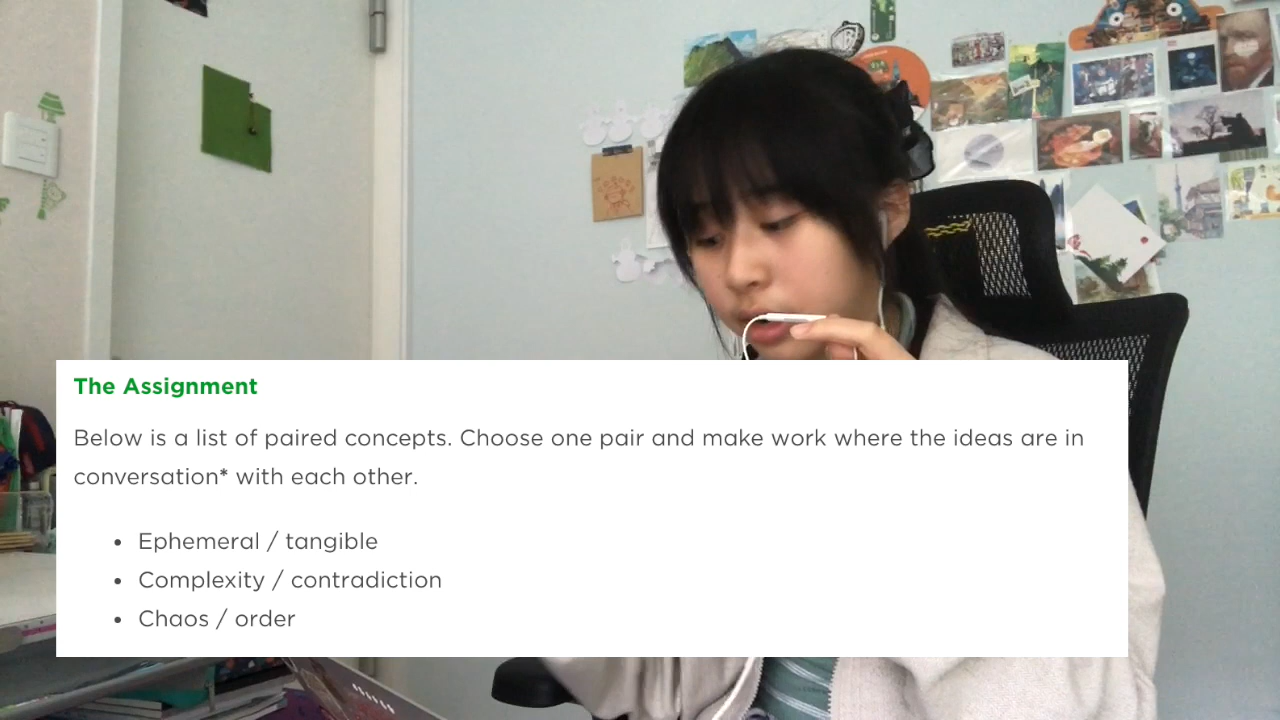 The Assignment
Below is a list of paired concepts. Choose one pair and make work where the ideas are in
conversation* with each other.
• Ephemeral / tangible
• Complexity / contradiction
• Chaos / order